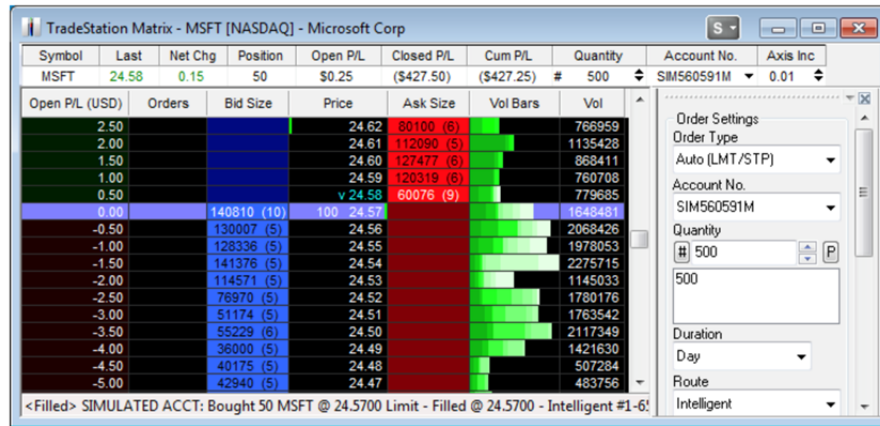 TradeStation Matrix - MSFT [NASDAQ] - Microsoft Corp
S
Symbol Last Net Chg Position Open P/L Closed P/L Cum P/L Quantity Account No. Axis Inc
MSFT 24.58 0.15 50 $0.25 ($427.50) ($427.25) # 500 SIM560591M 0.01
Open P/L (USD) Orders Bid Size Price Ask Size Vol Bars Vol
2.50 24.62 80100 (6) 766959
2.00 24.61 112090 (5) 1135428
1.50 24.60 127477 (6) 868411
1.00 24.59 120319 (6) 760708
0.50 v 24.58 60076 (9) 779685
0.00 140810 (10) 100 24.57 1648481
-0.50 130007 (5) 24.56 2068426
-1.00 128336 (5) 24.55 1978053
-1.50 141376 (5) 24.54 2275715
-2.00 114571 (5) 24.53 1145033
-2.50 76970 (5) 24.52 1780176
-3.00 51174 (5) 24.51 1763542
-3.50 55229 (6) 24.50 2117349
-4.00 36000 (5) 24.49 1421630
-4.50 40175 (5) 24.48 507284
-5.00 42940 (5) 24.47 483756
<Filled> SIMULATED ACCT: Bought 50 MSFT @ 24.5700 Limit - Filled @ 24.5700 - Intelligent #1-65
Order Settings
Order Type
Auto (LMT/STP)
Account No.
SIM560591M
Quantity
# 500 P
500
Duration
Day
Route
Intelligent